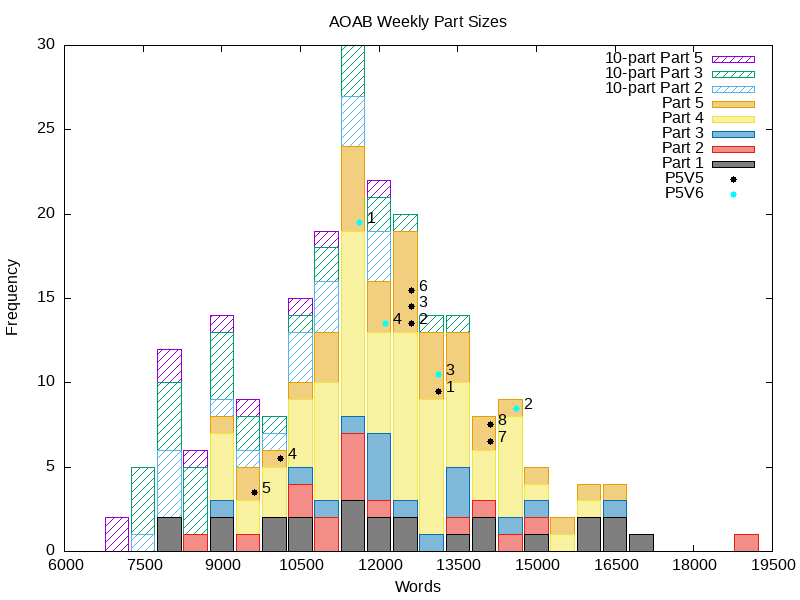 AOAB Weekly Part Sizes
30
25
20
15
10
5
0
Frequency
10-part Part 5
10-part Part 3
10-part Part 2
Part 5
Part 4
Part 3
Part 2
Part 1
P5V5
P5V6
1
6
3
4
2
3
1
2
8
7
4
5
6000 7500 9000 10500 12000 13500 15000 16500 18000 19500
Words